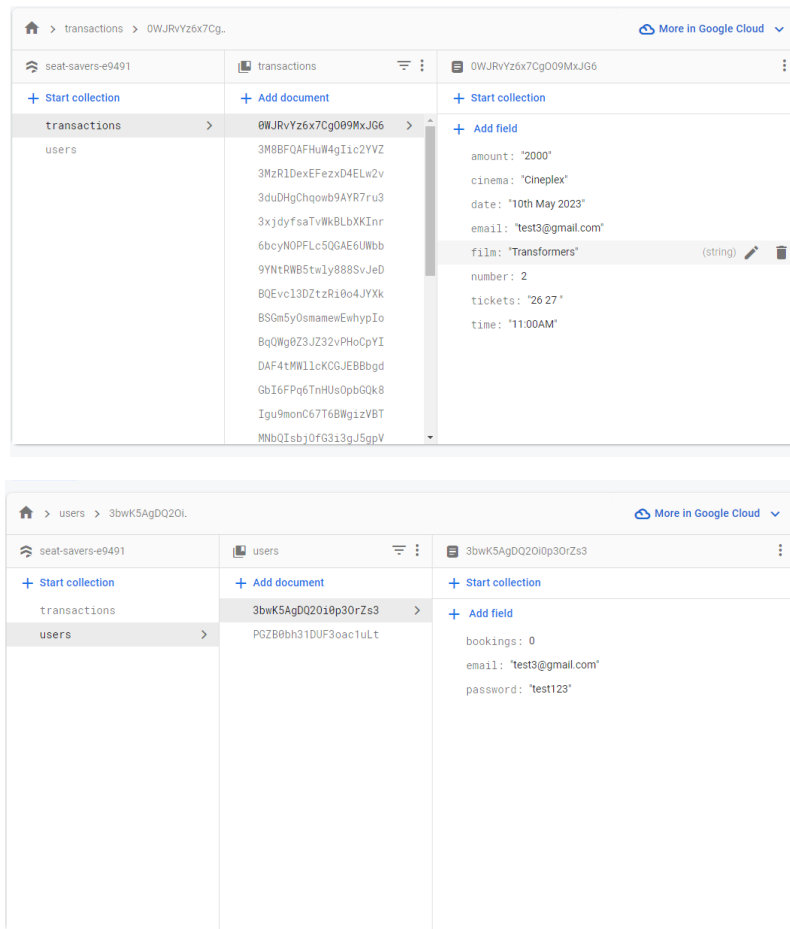 transactions > 0WJRvYz6x7Cg.. More in Google Cloud
seat-savers-e9491 transactions 0WJRvYz6x7CgO09MxJG6
+ Start collection + Add document + Start collection
transactions > 0WJRvYz6x7CgO09MxJG6 > + Add field
users 3M8BFQAFHuW4gIic2YVZ
3MzRlDexEFezxD4ELw2v amount: "2000"
3duDHgChqowb9AYR7ru3 cinema: "Cineplex"
3xjdyfsaTvWkBLbXKInr date: "10th May 2023"
6bcyNOPFLc5QGAE6UWbb email: "test3@gmail.com"
9YNtRWB5twly888SvJeD film: "Transformers" (string)
BQEvcl3DZtzRi0o4JYXk number: 2
BSGm5yOsmamewEwhypIo tickets: "26 27 "
BqQWg0Z3JZ32vPHoCpYI time: "11:00AM"
DAF4tMWllcKCGJEBBbgd
GbI6FPq6TnHUsOpbGQk8
Igu9monC67T6BWgizVBT
MNbQIsbjOfG3i3gJ5gpV
users > 3bwK5AgDQ2Oi. More in Google Cloud
seat-savers-e9491 users 3bwK5AgDQ2Oi0p3OrZs3
+ Start collection + Add document + Start collection
transactions 3bwK5AgDQ2Oi0p3OrZs3 > + Add field
users > PGZB0bh31DUF3oac1uLt
bookings: 0
email: "test3@gmail.com"
password: "test123"